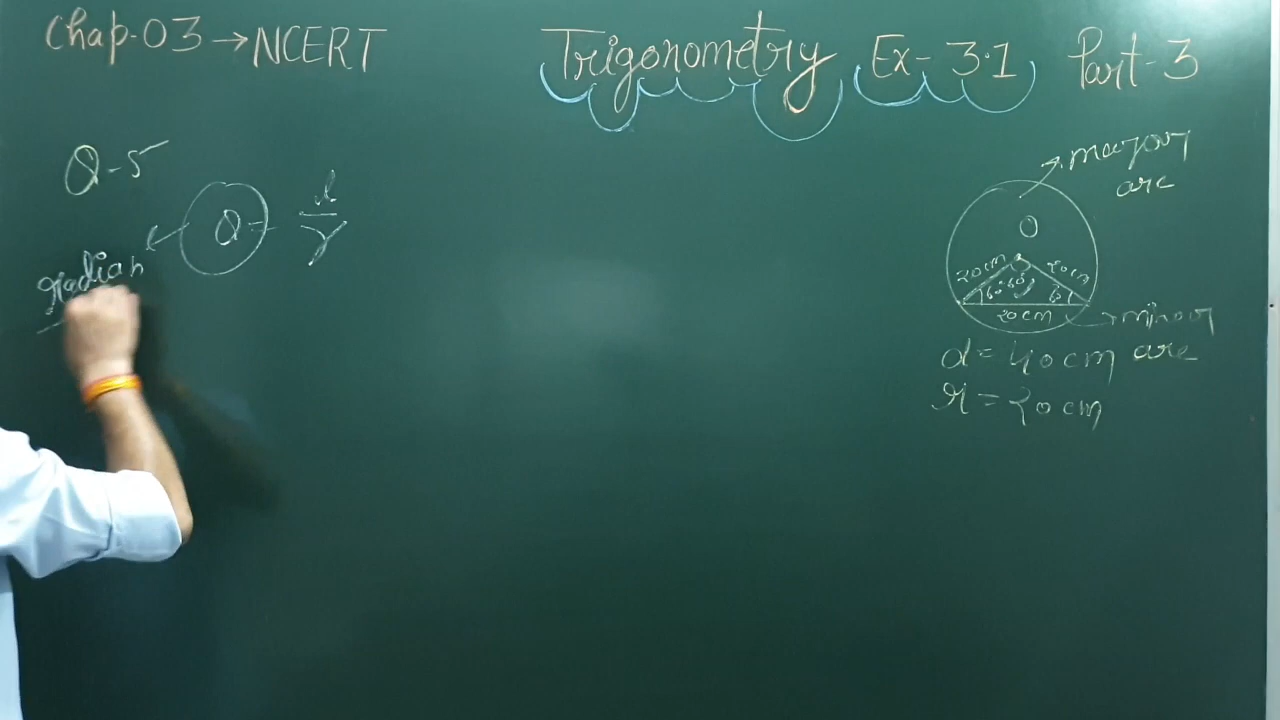 Chap-03 → NCERT
Trigonometry Ex-3.1 Part-3
Q-5
θ = l/r
Radian
major
arc
O
20cm 20cm
60° 60°
20cm
minor
arc
d = 40cm
r = 20cm